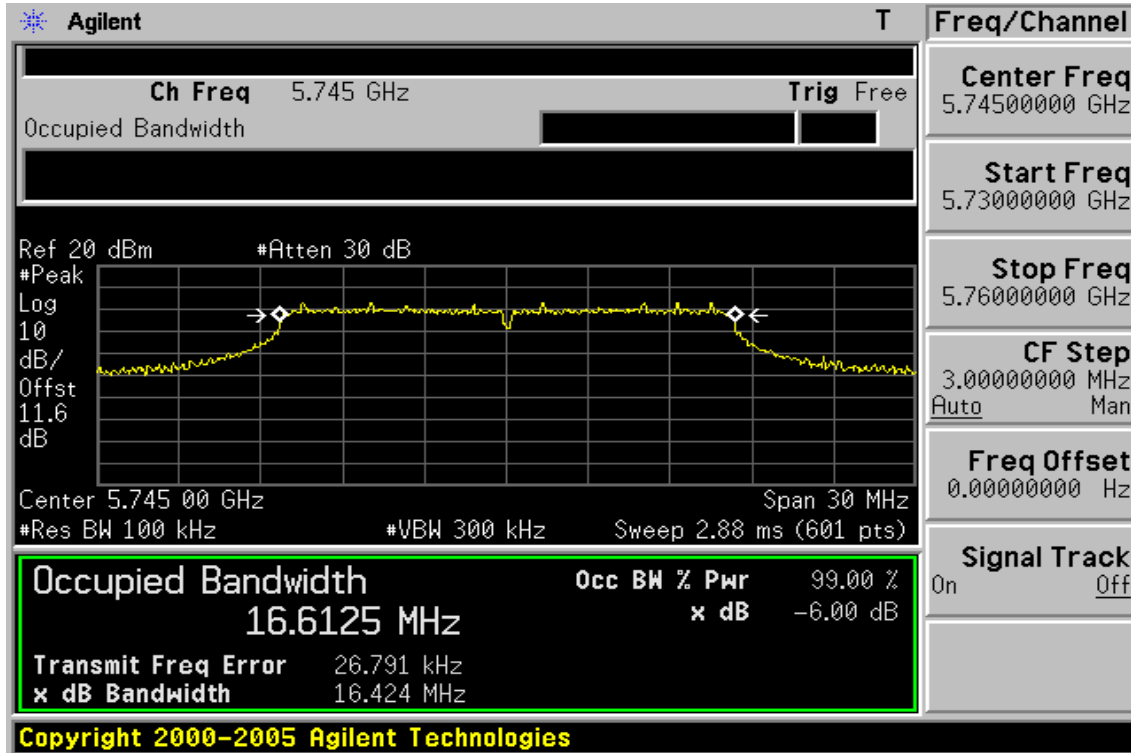 Agilent T
Ch Freq 5.745 GHz Trig Free
Occupied Bandwidth
Ref 20 dBm #Atten 30 dB
#Peak
Log
10
dB/
Offst
11.6
dB
Center 5.745 00 GHz Span 30 MHz
#Res BW 100 kHz #VBW 300 kHz Sweep 2.88 ms (601 pts)
Occupied Bandwidth
16.6125 MHz
Occ BW % Pwr 99.00 %
x dB -6.00 dB
Transmit Freq Error 26.791 kHz
x dB Bandwidth 16.424 MHz
Copyright 2000-2005 Agilent Technologies
Freq/Channel
Center Freq
5.74500000 GHz
Start Freq
5.73000000 GHz
Stop Freq
5.76000000 GHz
CF Step
3.00000000 MHz
Auto Man
Freq Offset
0.00000000 Hz
Signal Track
On Off